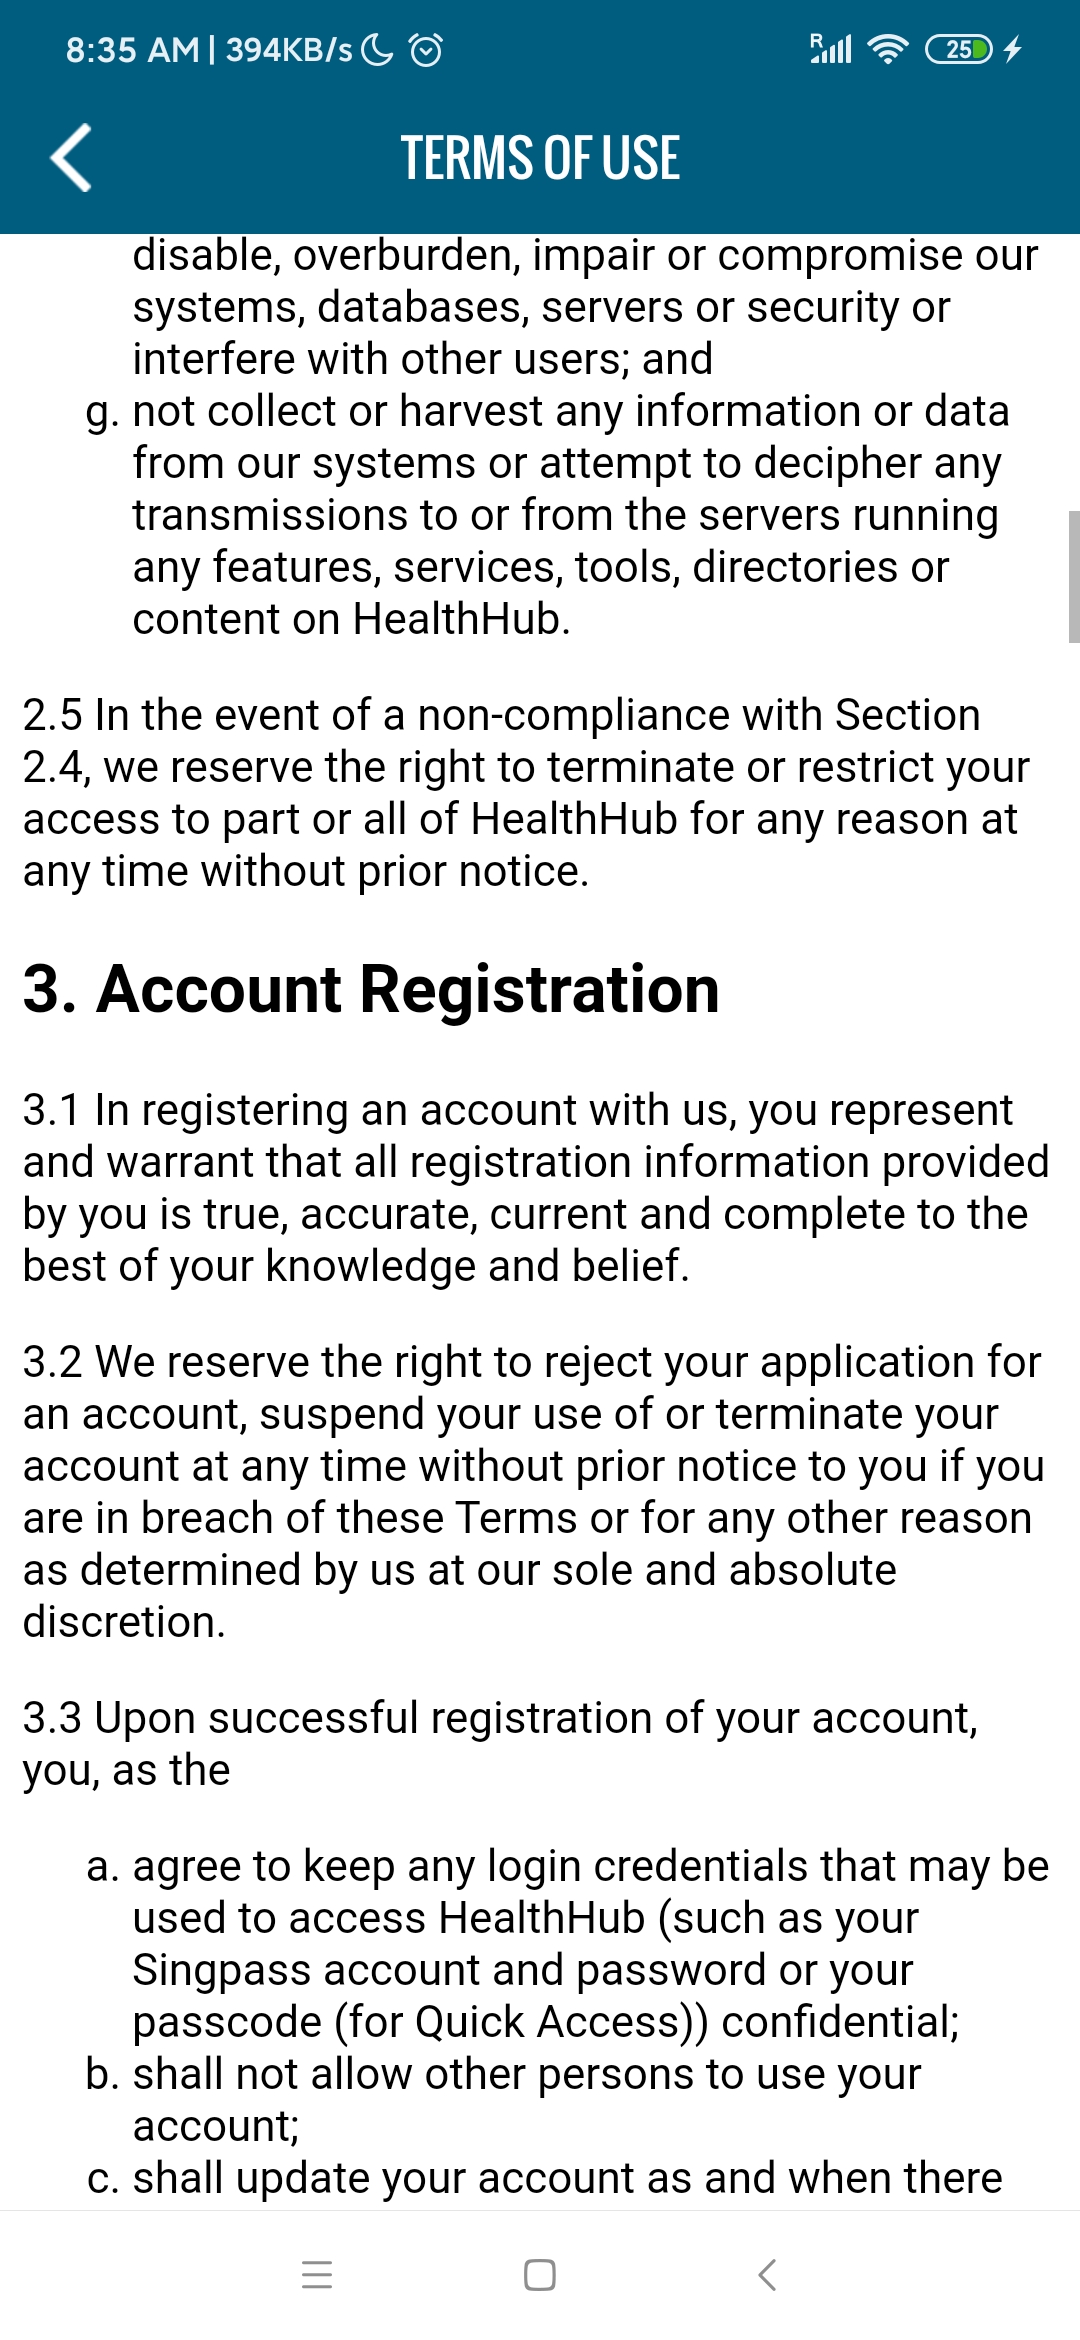 8:35 AM | 394KB/s
R
25
TERMS OF USE
disable, overburden, impair or compromise our
systems, databases, servers or security or
interfere with other users; and
g. not collect or harvest any information or data
from our systems or attempt to decipher any
transmissions to or from the servers running
any features, services, tools, directories or
content on HealthHub.
2.5 In the event of a non-compliance with Section
2.4, we reserve the right to terminate or restrict your
access to part or all of HealthHub for any reason at
any time without prior notice.
3. Account Registration
3.1 In registering an account with us, you represent
and warrant that all registration information provided
by you is true, accurate, current and complete to the
best of your knowledge and belief.
3.2 We reserve the right to reject your application for
an account, suspend your use of or terminate your
account at any time without prior notice to you if you
are in breach of these Terms or for any other reason
as determined by us at our sole and absolute
discretion.
3.3 Upon successful registration of your account,
you, as the
a. agree to keep any login credentials that may be
used to access HealthHub (such as your
Singpass account and password or your
passcode (for Quick Access)) confidential;
b. shall not allow other persons to use your
account;
c. shall update your account as and when there